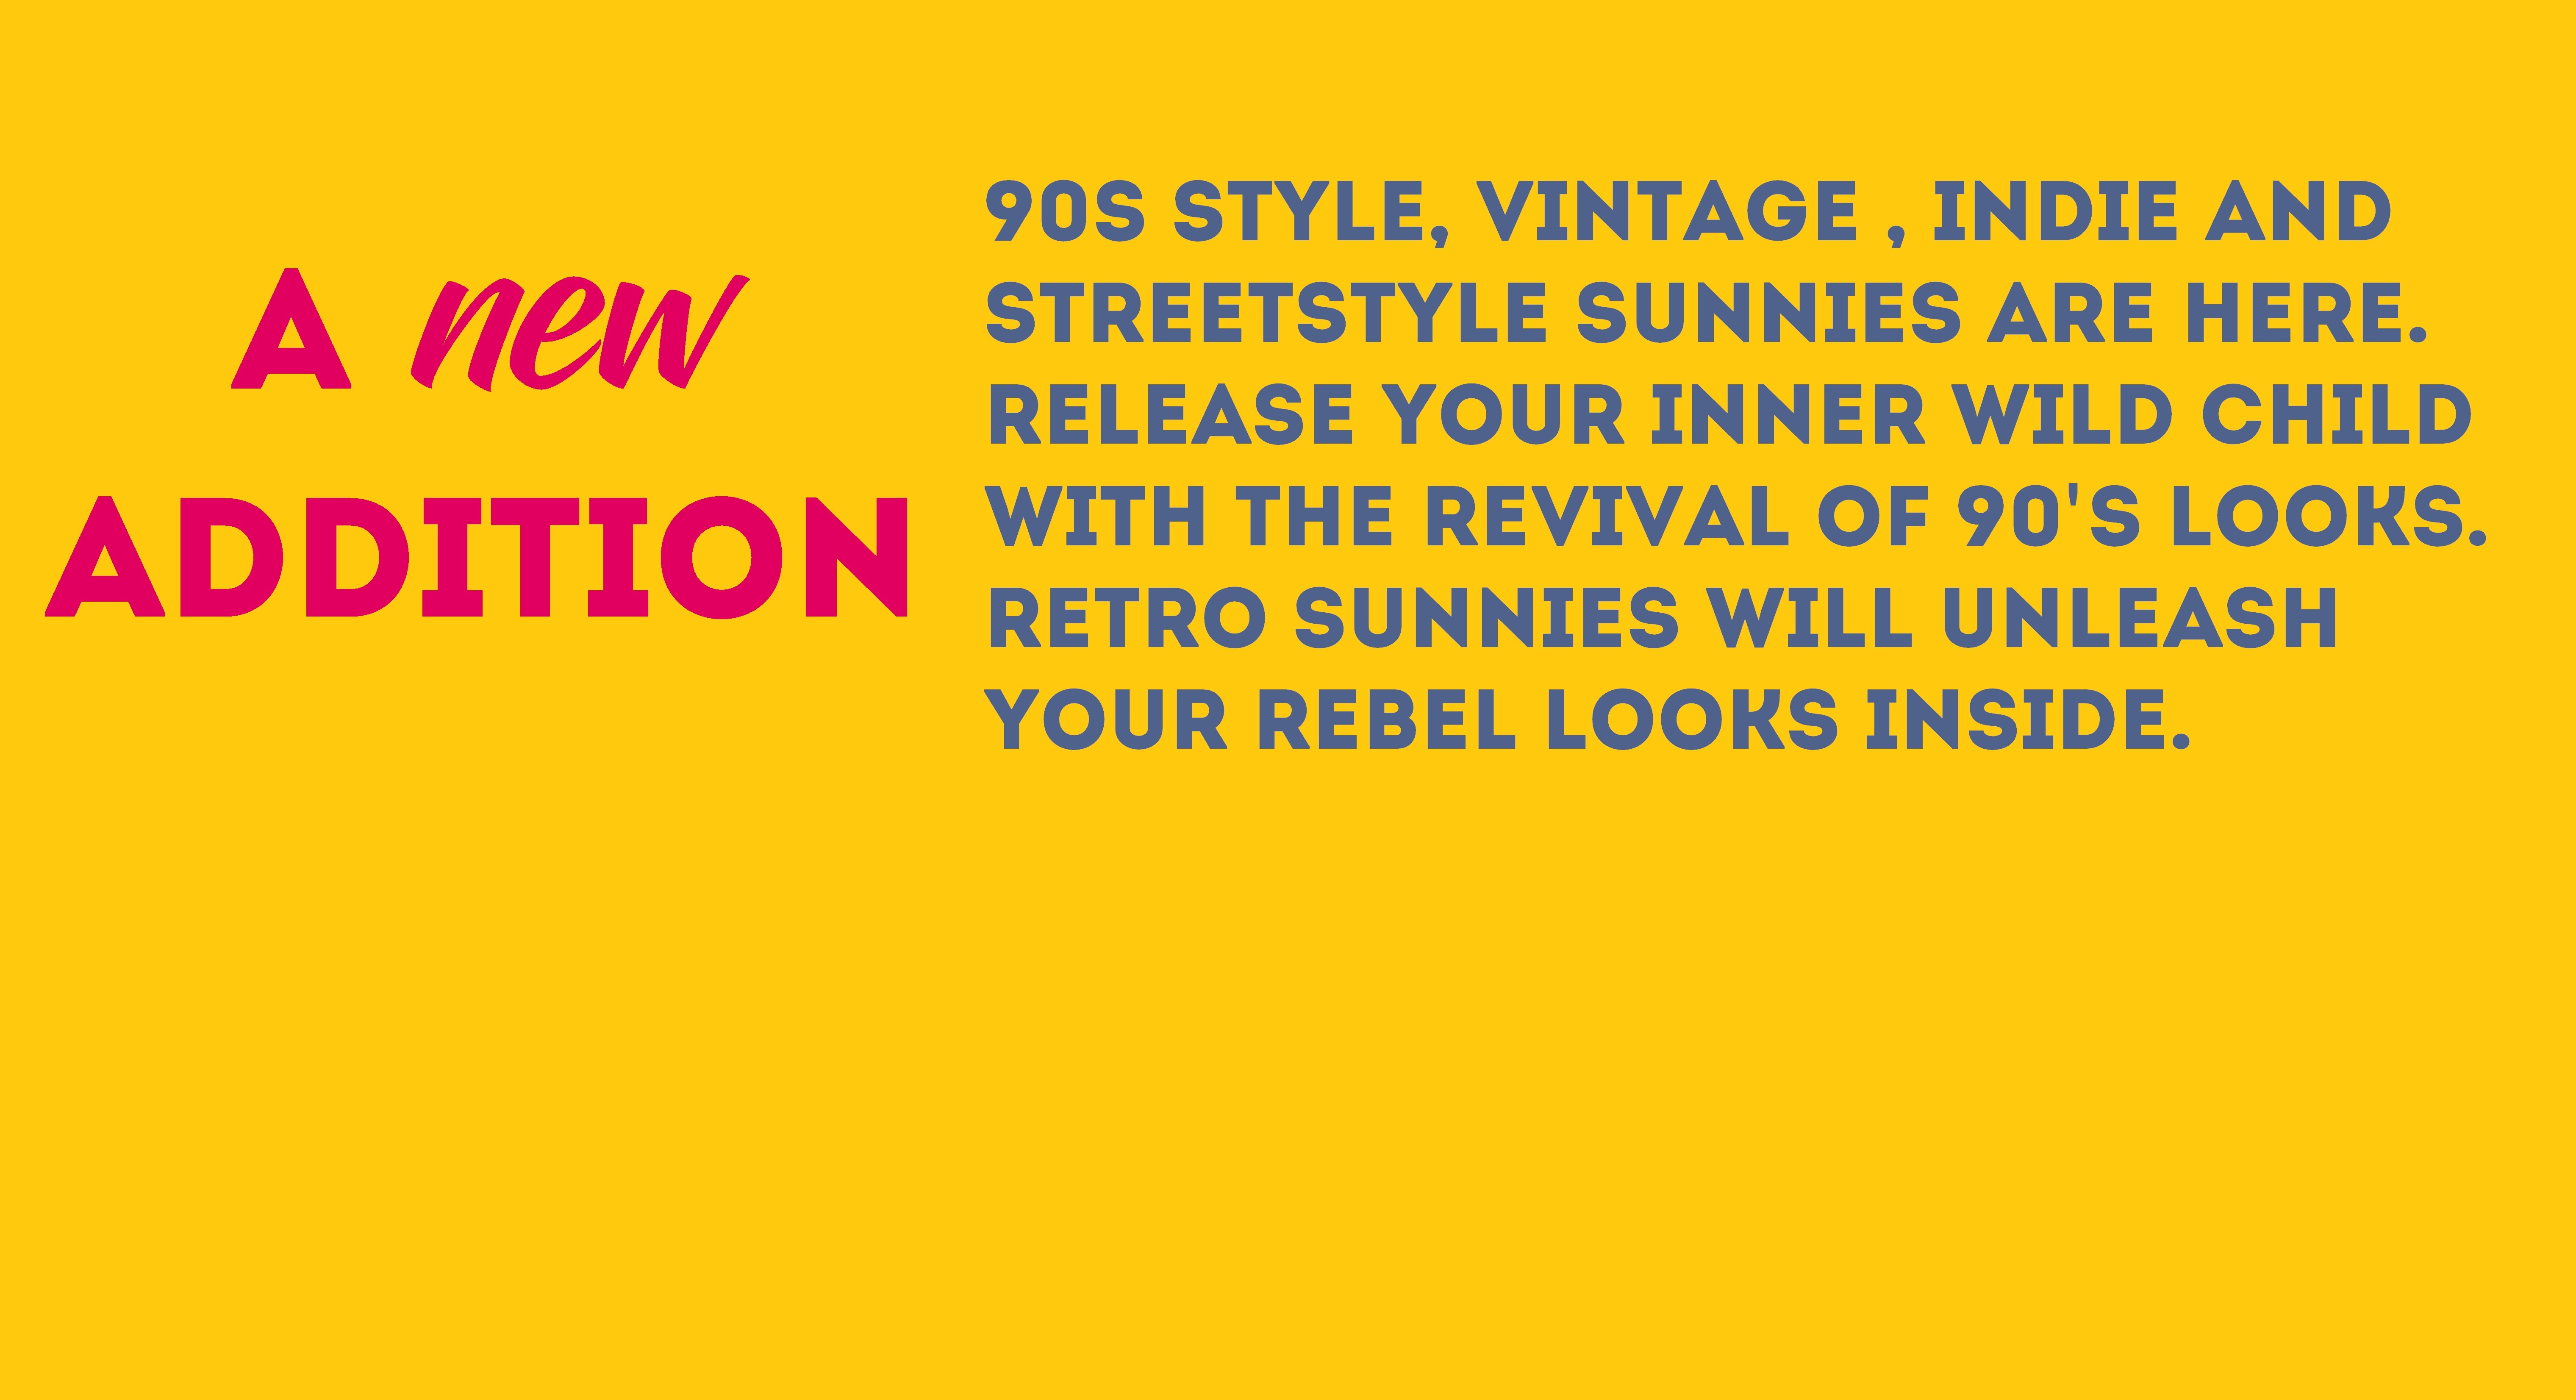 A new
ADDITION
90S STYLE, VINTAGE , INDIE AND
STREETSTYLE SUNNIES ARE HERE.
RELEASE YOUR INNER WILD CHILD
WITH THE REVIVAL OF 90'S LOOKS.
RETRO SUNNIES WILL UNLEASH
YOUR REBEL LOOKS INSIDE.